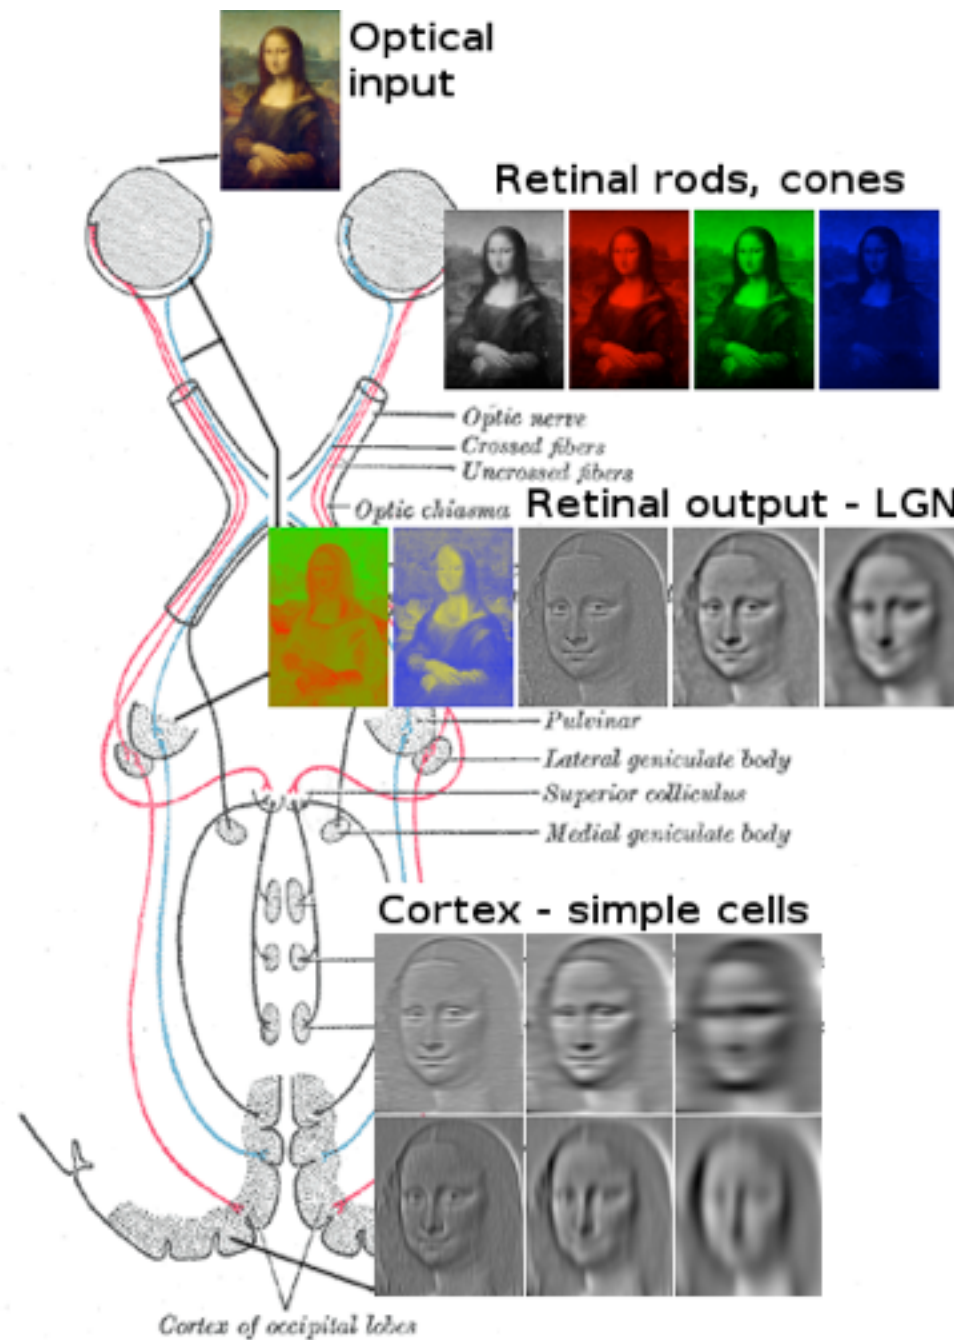 Optical
input
Retinal rods, cones
Optic nerve
Crossed fibers
Uncrossed fibers
Optic chiasma
Retinal output - LGN
Pulvinar
Lateral geniculate body
Superior colliculus
Medial geniculate body
Cortex - simple cells
Cortex of occipital lobes